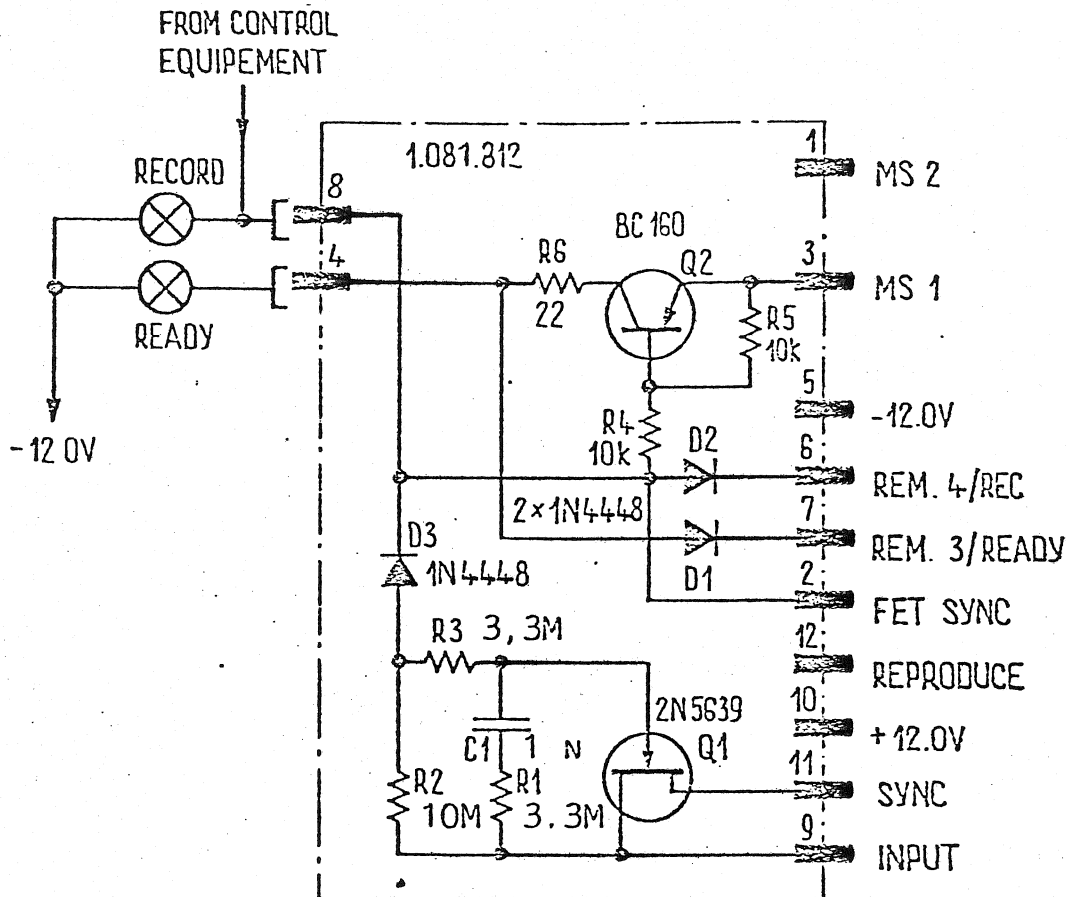 FROM CONTROL
EQUIPEMENT
1.081.812
RECORD
8
4
READY
-12 0V
BC 160
R6
22
Q2
R5
10k
R4
10k
D2
2×1N4448
D1
D3
1N4448
R3 3,3M
C1 1 N
R2
10M
R1
3.3M
2N5639
Q1
1
MS 2
3
MS 1
5
-12.0V
6
REM. 4/REC
7
REM. 3/READY
2
FET SYNC
12
REPRODUCE
10
+12.0V
11
SYNC
9
INPUT